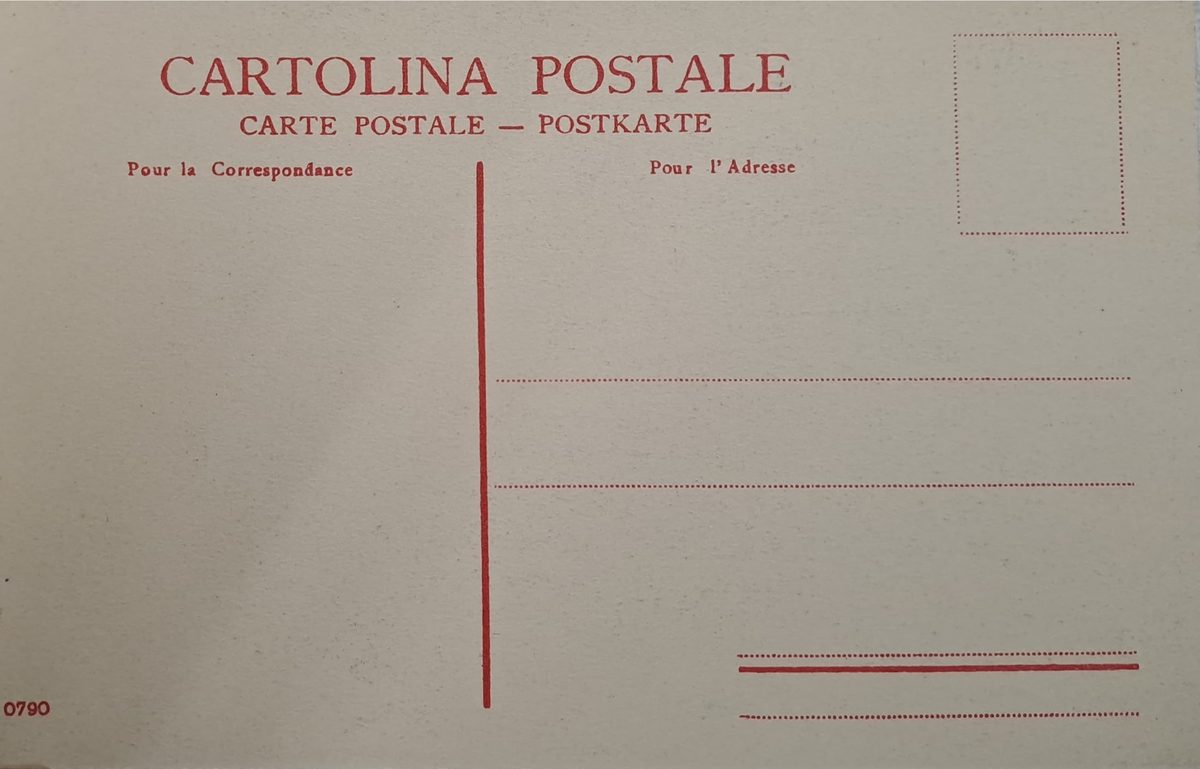 CARTOLINA POSTALE
CARTE POSTALE — POSTKARTE
Pour la Correspondance
Pour l' Adresse
0790